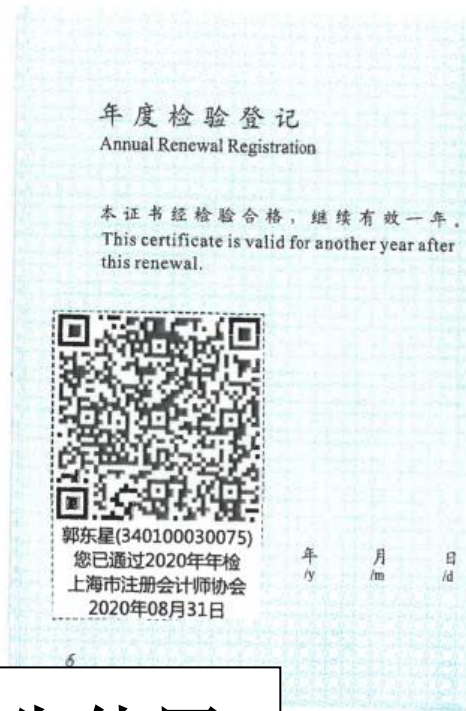 年度检验登记
Annual Renewal Registration
本证书经检验合格，继续有效一年。
This certificate is valid for another year after
this renewal.
郭东星(340100030075)
您已通过2020年年检
上海市注册会计师协会
2020年08月31日
年 月 日
/y /m /d
6